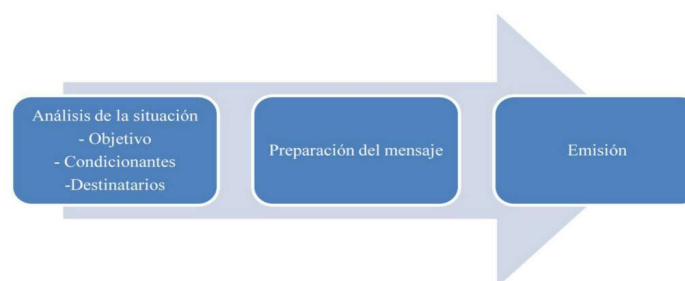 Análisis de la situación
- Objetivo
- Condicionantes
-Destinatarios
Preparación del mensaje
Emisión